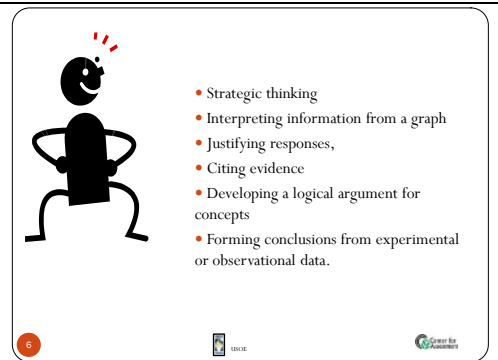 • Strategic thinking
• Interpreting information from a graph
• Justifying responses,
• Citing evidence
• Developing a logical argument for
concepts
• Forming conclusions from experimental
or observational data.
6
USOE
Center for
Assessment